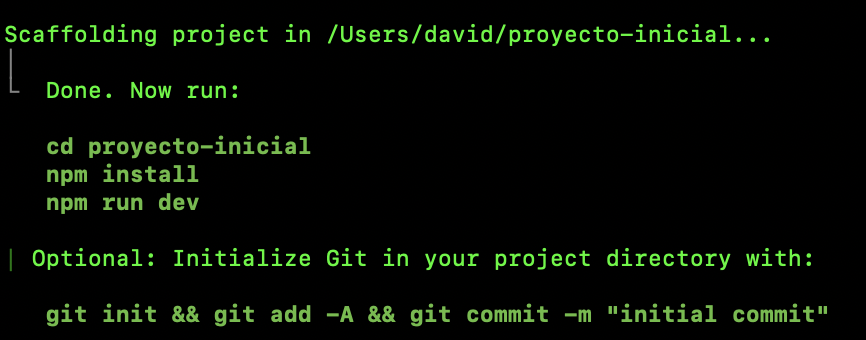 Scaffolding project in /Users/david/proyecto-inicial...
Done. Now run:
cd proyecto-inicial
npm install
npm run dev
| Optional: Initialize Git in your project directory with:
git init && git add -A && git commit -m "initial commit"